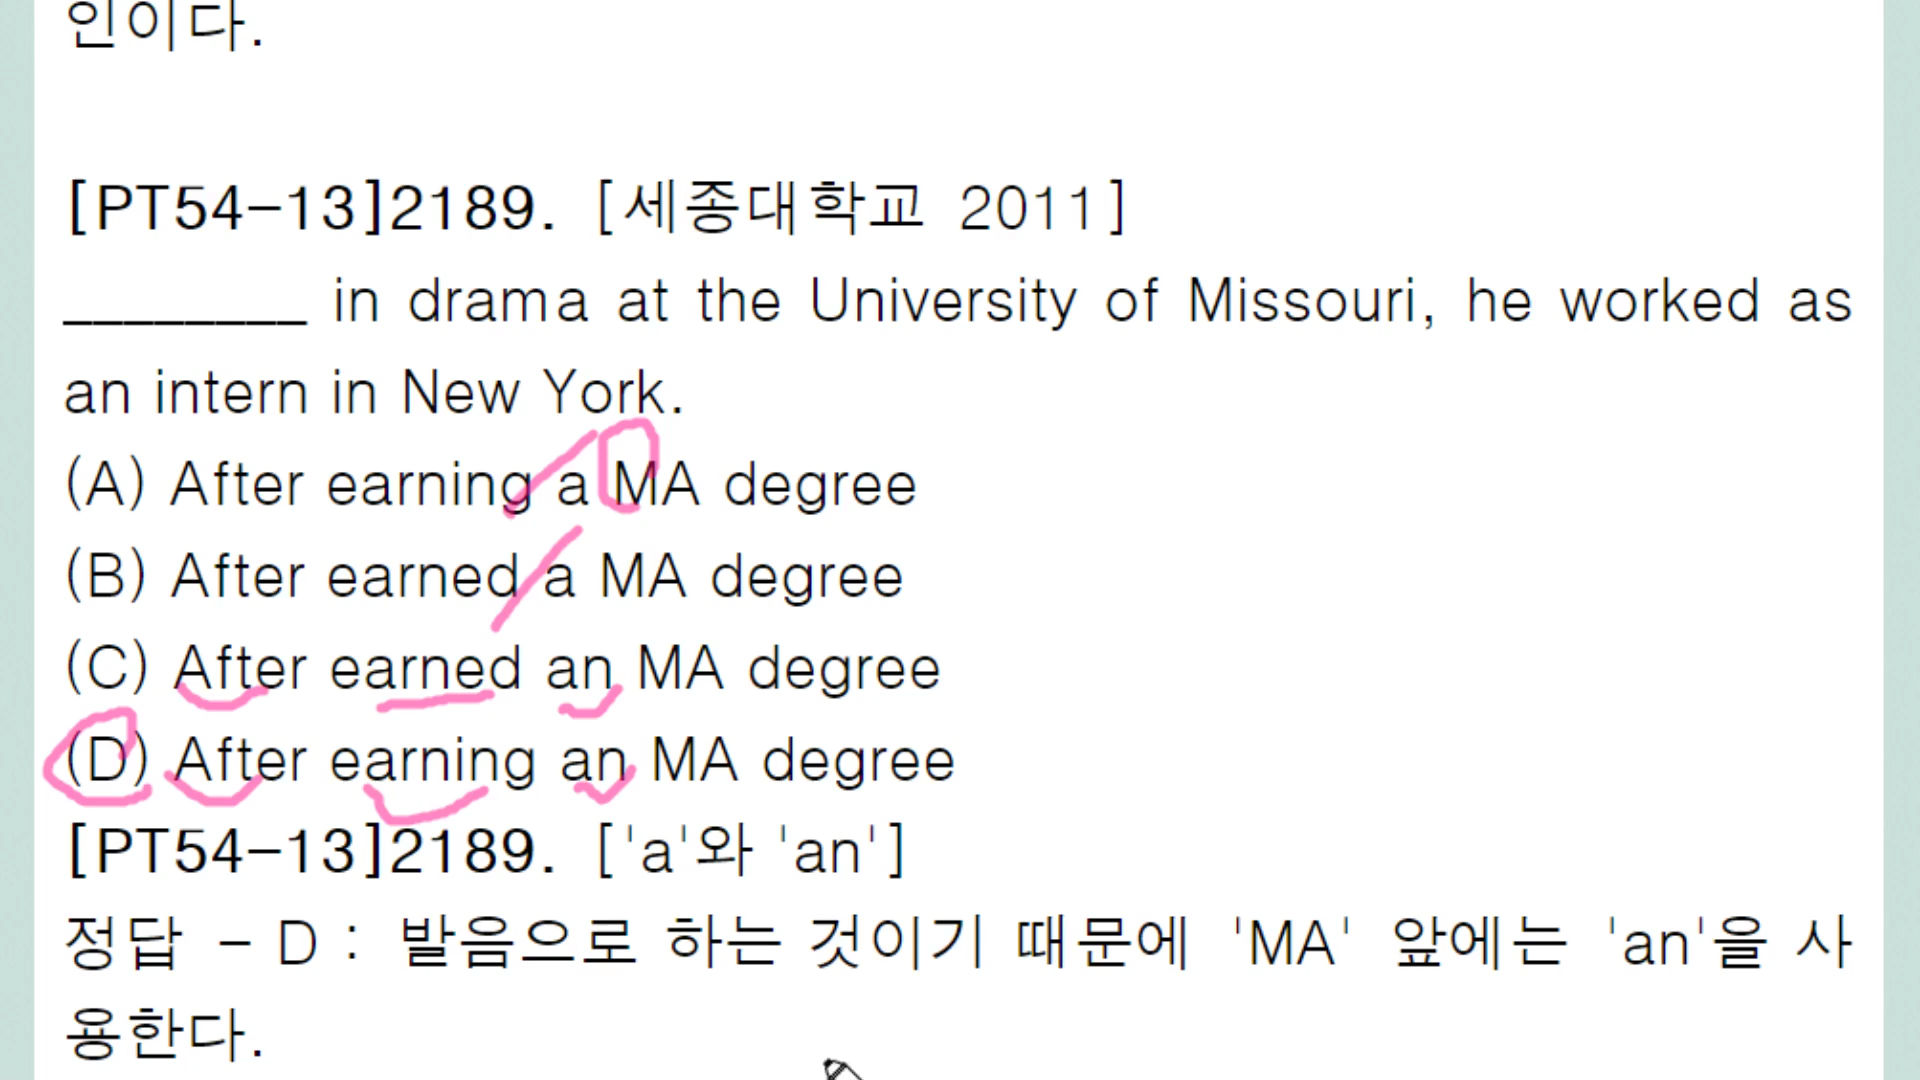 인이다.
[PT54-13]2189. [세종대학교 2011]
________ in drama at the University of Missouri, he worked as
an intern in New York.
(A) After earning a MA degree
(B) After earned a MA degree
(C) After earned an MA degree
(D) After earning an MA degree
[PT54-13]2189. ['a'와 'an']
정답 - D : 발음으로 하는 것이기 때문에 'MA' 앞에는 'an'을 사
용한다.